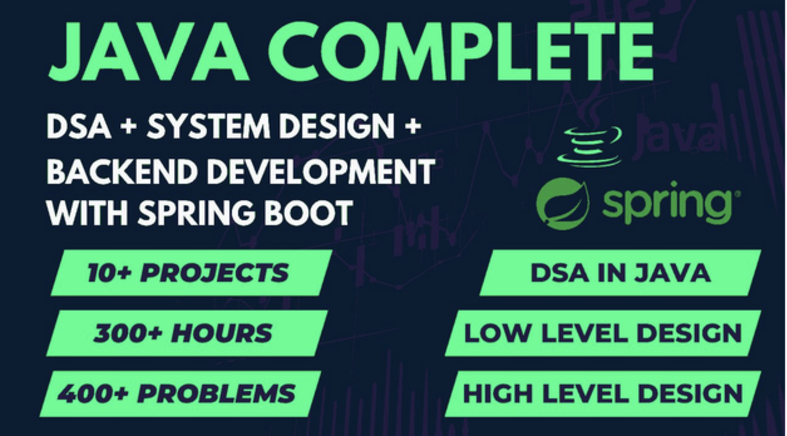 JAVA COMPLETE
DSA + SYSTEM DESIGN +
BACKEND DEVELOPMENT
WITH SPRING BOOT
Java
spring
10+ PROJECTS
300+ HOURS
400+ PROBLEMS
DSA IN JAVA
LOW LEVEL DESIGN
HIGH LEVEL DESIGN